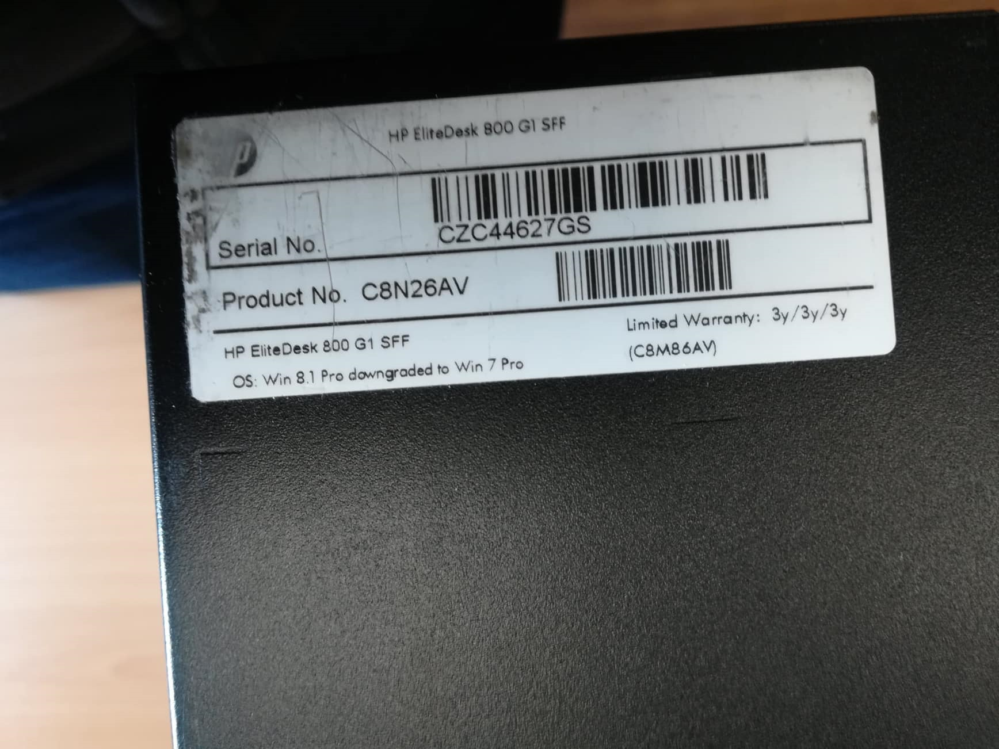 HP EliteDesk 800 G1 SFF
Serial No. CZC44627GS
Product No. C8N26AV
HP EliteDesk 800 G1 SFF
Limited Warranty: 3y/3y/3y
OS: Win 8.1 Pro downgraded to Win 7 Pro
(C8M86AV)